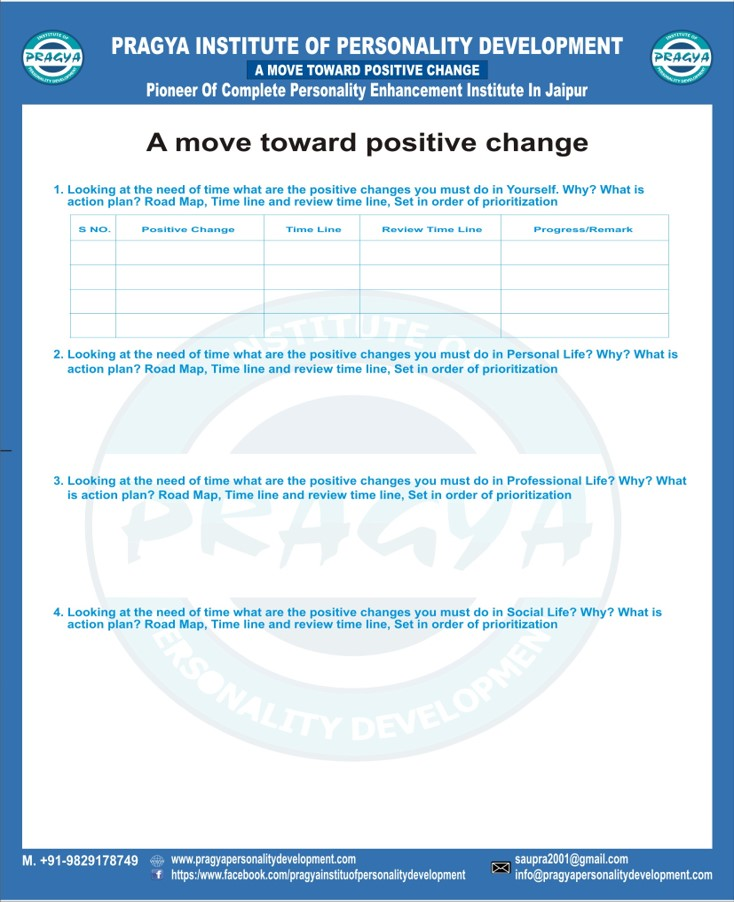 INSTITUTE OF
PRAGYA
PERSONALITY DEVELOPMENT
PRAGYA INSTITUTE OF PERSONALITY DEVELOPMENT
A MOVE TOWARD POSITIVE CHANGE
Pioneer Of Complete Personality Enhancement Institute In Jaipur
INSTITUTE OF
PRAGYA
PERSONALITY DEVELOPMENT
A move toward positive change
1. Looking at the need of time what are the positive changes you must do in Yourself. Why? What is
action plan? Road Map, Time line and review time line, Set in order of prioritization
S NO. Positive Change Time Line Review Time Line Progress/Remark
2. Looking at the need of time what are the positive changes you must do in Personal Life? Why? What is
action plan? Road Map, Time line and review time line, Set in order of prioritization
3. Looking at the need of time what are the positive changes you must do in Professional Life? Why? What
is action plan? Road Map, Time line and review time line, Set in order of prioritization
4. Looking at the need of time what are the positive changes you must do in Social Life? Why? What is
action plan? Road Map, Time line and review time line, Set in order of prioritization
INSTITUTE OF
PRAGYA
PERSONALITY DEVELOPMEN
M. +91-9829178749
www.pragyapersonalitydevelopment.com
https:/www.facebook.com/pragyainstituofpersonalitydevelopment
saupra2001@gmail.com
info@pragyapersonalitydevelopment.com